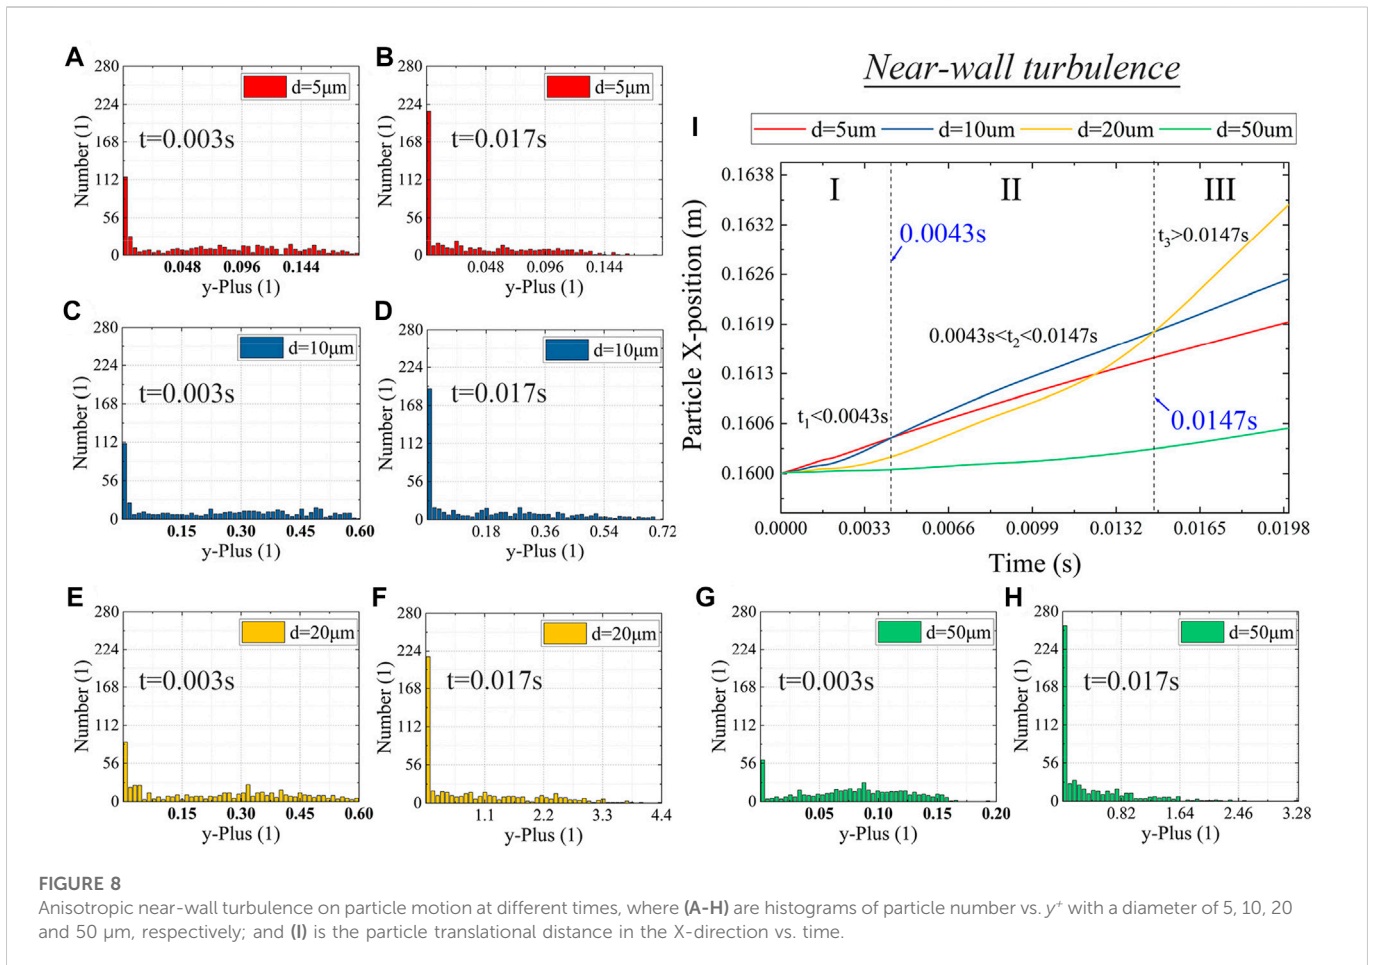 A
280
224
168
112
56
0
Number (1)
d=5μm
t=0.003s
0.048 0.096 0.144
y-Plus (1)
B
280
224
168
112
56
0
Number (1)
d=5μm
t=0.017s
0.048 0.096 0.144
y-Plus (1)
C
280
224
168
112
56
0
Number (1)
d=10μm
t=0.003s
0.15 0.30 0.45 0.60
y-Plus (1)
D
280
224
168
112
56
0
Number (1)
d=10μm
t=0.017s
0.18 0.36 0.54 0.72
y-Plus (1)
Near-wall turbulence
I
d=5um d=10um d=20um d=50um
0.1638
0.1632
0.1626
0.1619
0.1613
0.1606
0.1600
Particle X-position (m)
I II III
0.0043s
t3>0.0147s
0.0043s<t2<0.0147s
t1<0.0043s
0.0147s
0.0000 0.0033 0.0066 0.0099 0.0132 0.0165 0.0198
Time (s)
E
280
224
168
112
56
0
Number (1)
d=20μm
t=0.003s
0.15 0.30 0.45 0.60
y-Plus (1)
F
280
224
168
112
56
0
Number (1)
d=20μm
t=0.017s
1.1 2.2 3.3 4.4
y-Plus (1)
G
280
224
168
112
56
0
Number (1)
d=50μm
t=0.003s
0.05 0.10 0.15 0.20
y-Plus (1)
H
280
224
168
112
56
0
Number (1)
d=50μm
t=0.017s
0.82 1.64 2.46 3.28
y-Plus (1)
FIGURE 8
Anisotropic near-wall turbulence on particle motion at different times, where (A-H) are histograms of particle number vs. y+ with a diameter of 5, 10, 20
and 50 μm, respectively; and (I) is the particle translational distance in the X-direction vs. time.